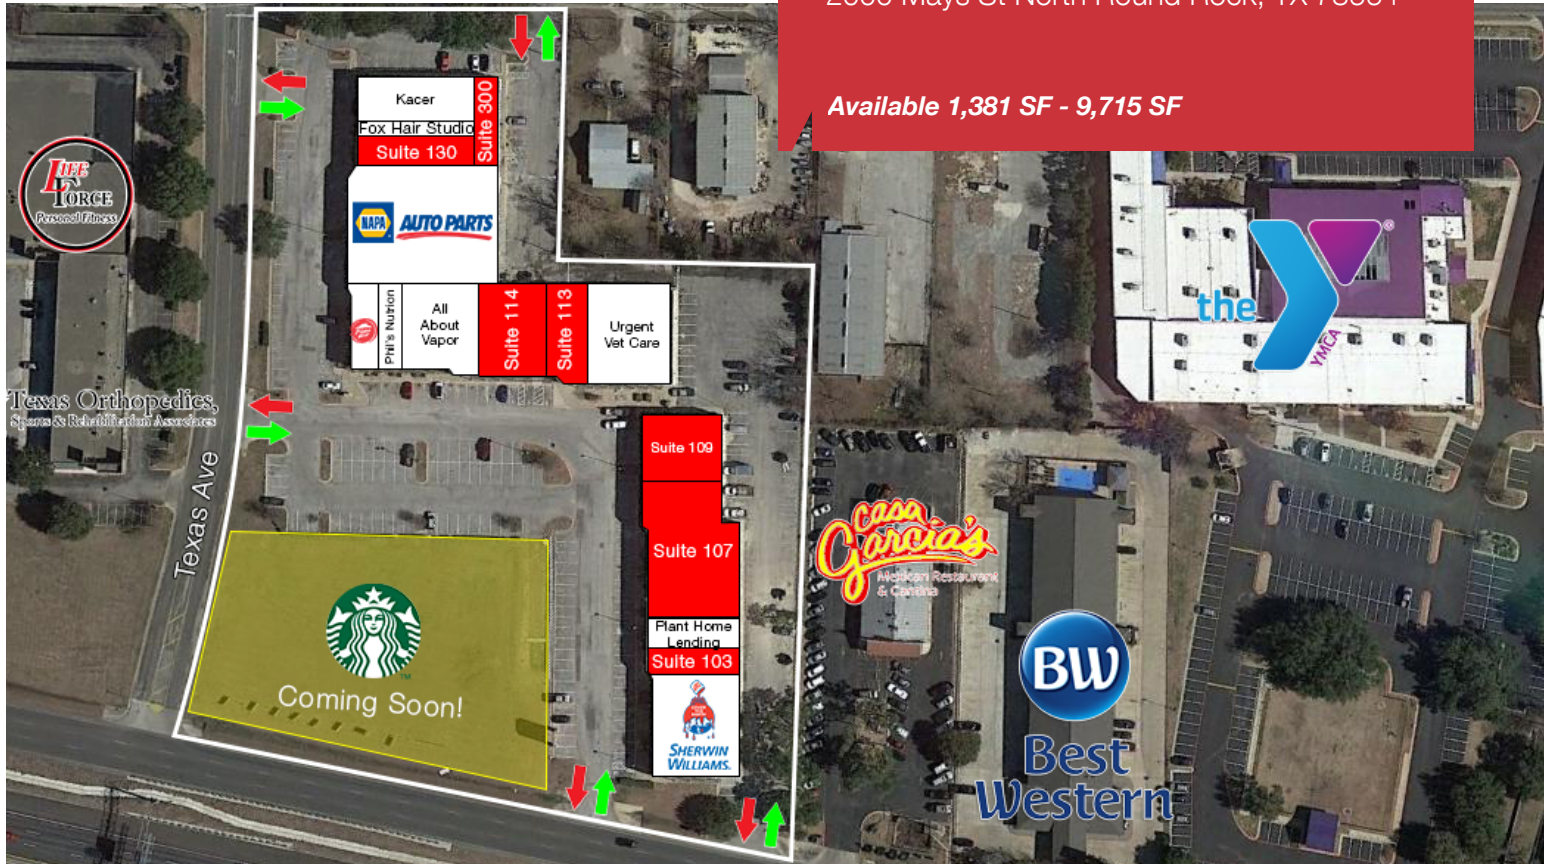 Available 1,381 SF - 9,715 SF
Kacer
Fox Hair Studio
Suite 130
Suite 300
LIFE
FORCE
Personal Fitness
NAPA AUTO PARTS
Phil's Nutrion
All
About
Vapor
Suite 114
Suite 113
Urgent
Vet Care
the
YMCA
Texas Orthopedics,
Sports & Rehabilitation Associates
Texas Ave
Suite 109
Suite 107
Plant Home
Lending
Suite 103
SHERWIN
WILLIAMS.
Casa
Garcia's
Mexican Restaurant
& Cantina
Coming Soon!
BW
Best
Western